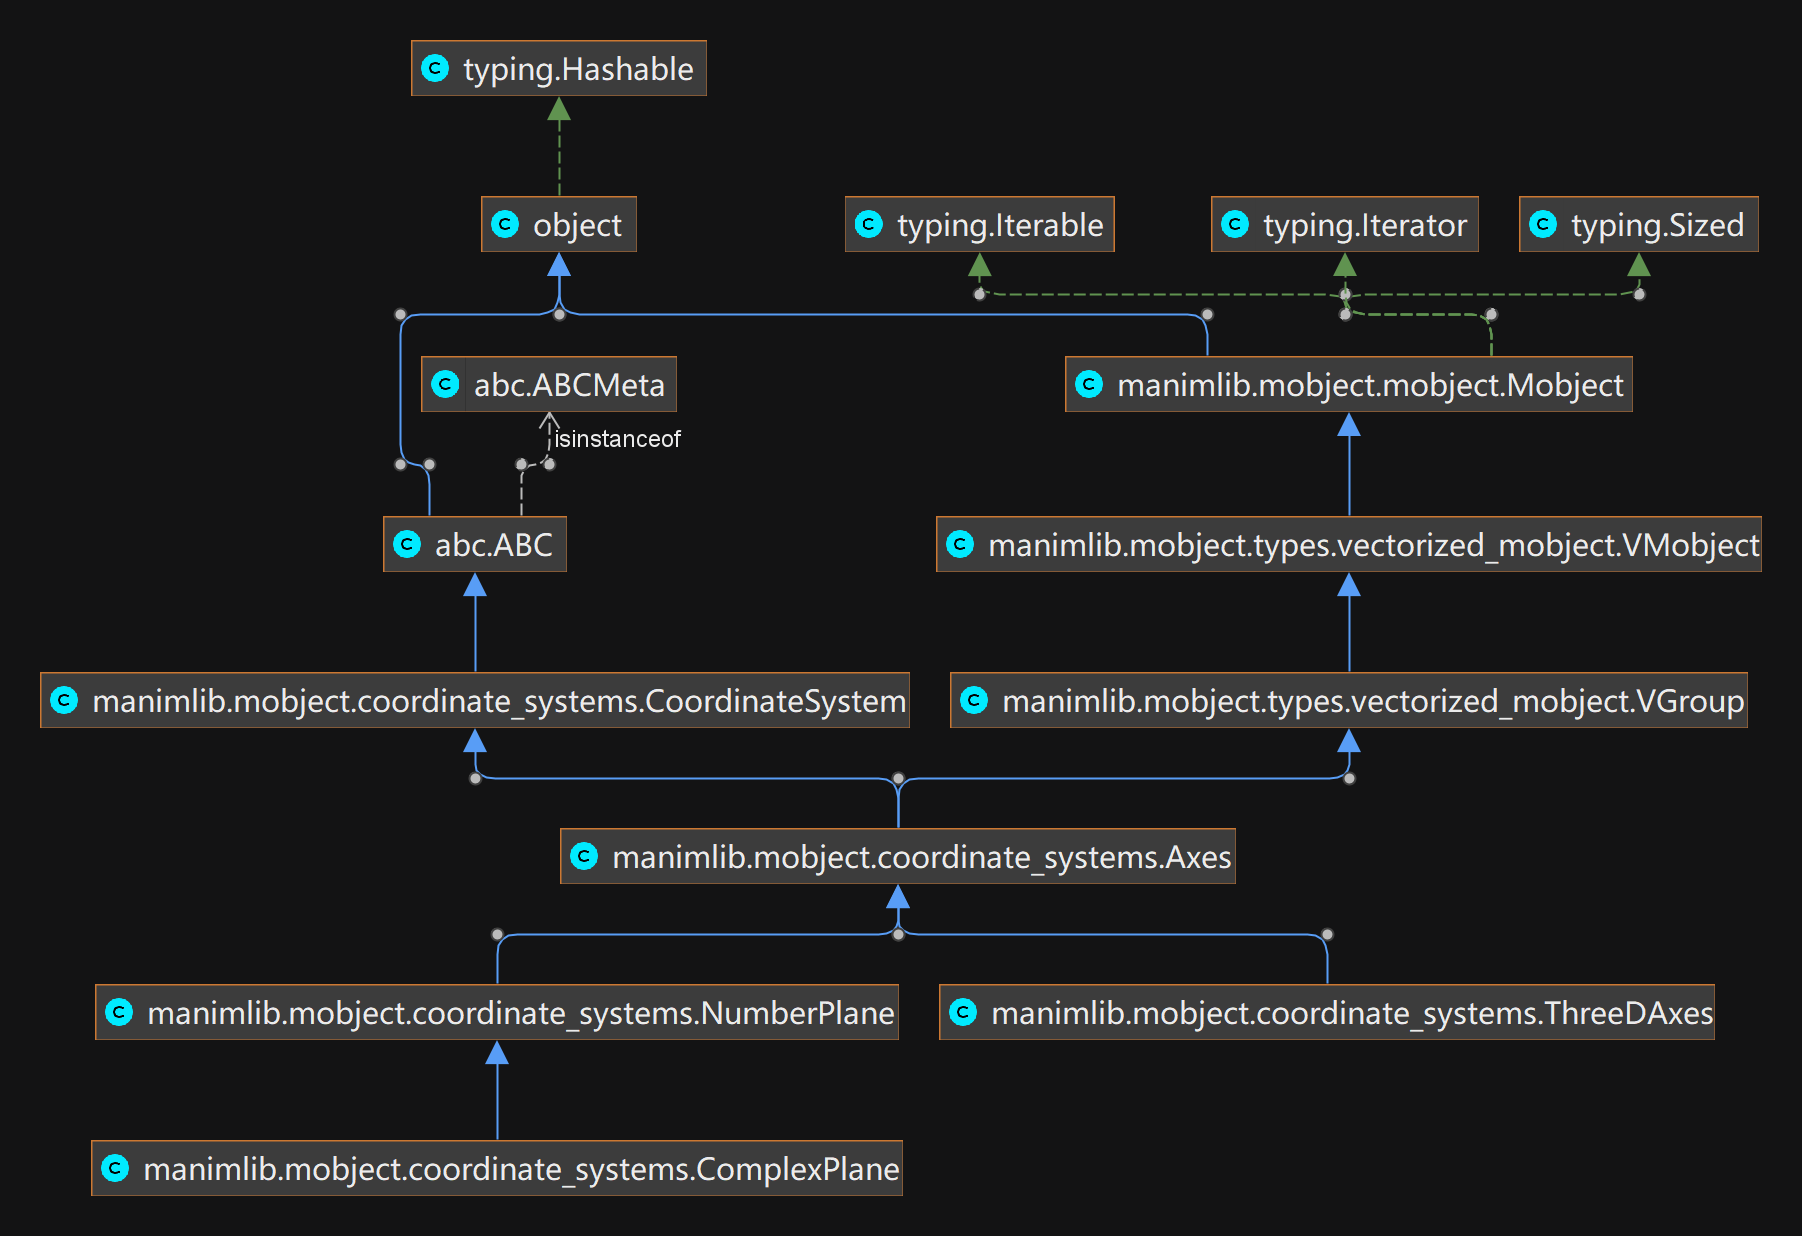 C typing.Hashable
C object
C typing.Iterable
C typing.Iterator
C typing.Sized
C abc.ABCMeta
C manimlib.mobject.mobject.Mobject
isinstanceof
C abc.ABC
C manimlib.mobject.types.vectorized_mobject.VMobject
C manimlib.mobject.coordinate_systems.CoordinateSystem
C manimlib.mobject.types.vectorized_mobject.VGroup
C manimlib.mobject.coordinate_systems.Axes
C manimlib.mobject.coordinate_systems.NumberPlane
C manimlib.mobject.coordinate_systems.ThreeDAxes
C manimlib.mobject.coordinate_systems.ComplexPlane